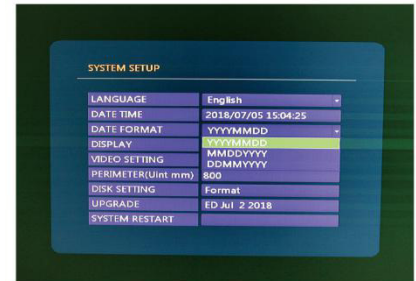 SYSTEM SETUP
LANGUAGE English
DATE TIME 2018/07/05 15:04:25
DATE FORMAT YYYYMMDD
DISPLAY YYYYMMDD
MMDDYYYY
VIDEO SETTING DDMMYYYY
PERIMETER(Uint mm) 800
DISK SETTING Format
UPGRADE ED Jul 2 2018
SYSTEM RESTART